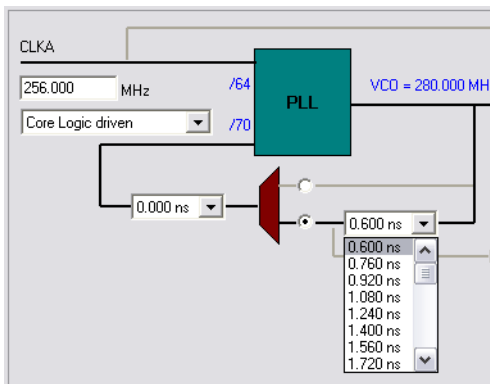 CLKA
256.000 MHz
/64
PLL
VCO = 280.000 MH
Core Logic driven
/70
0.000 ns
0.600 ns
0.600 ns
0.760 ns
0.920 ns
1.080 ns
1.240 ns
1.400 ns
1.560 ns
1.720 ns